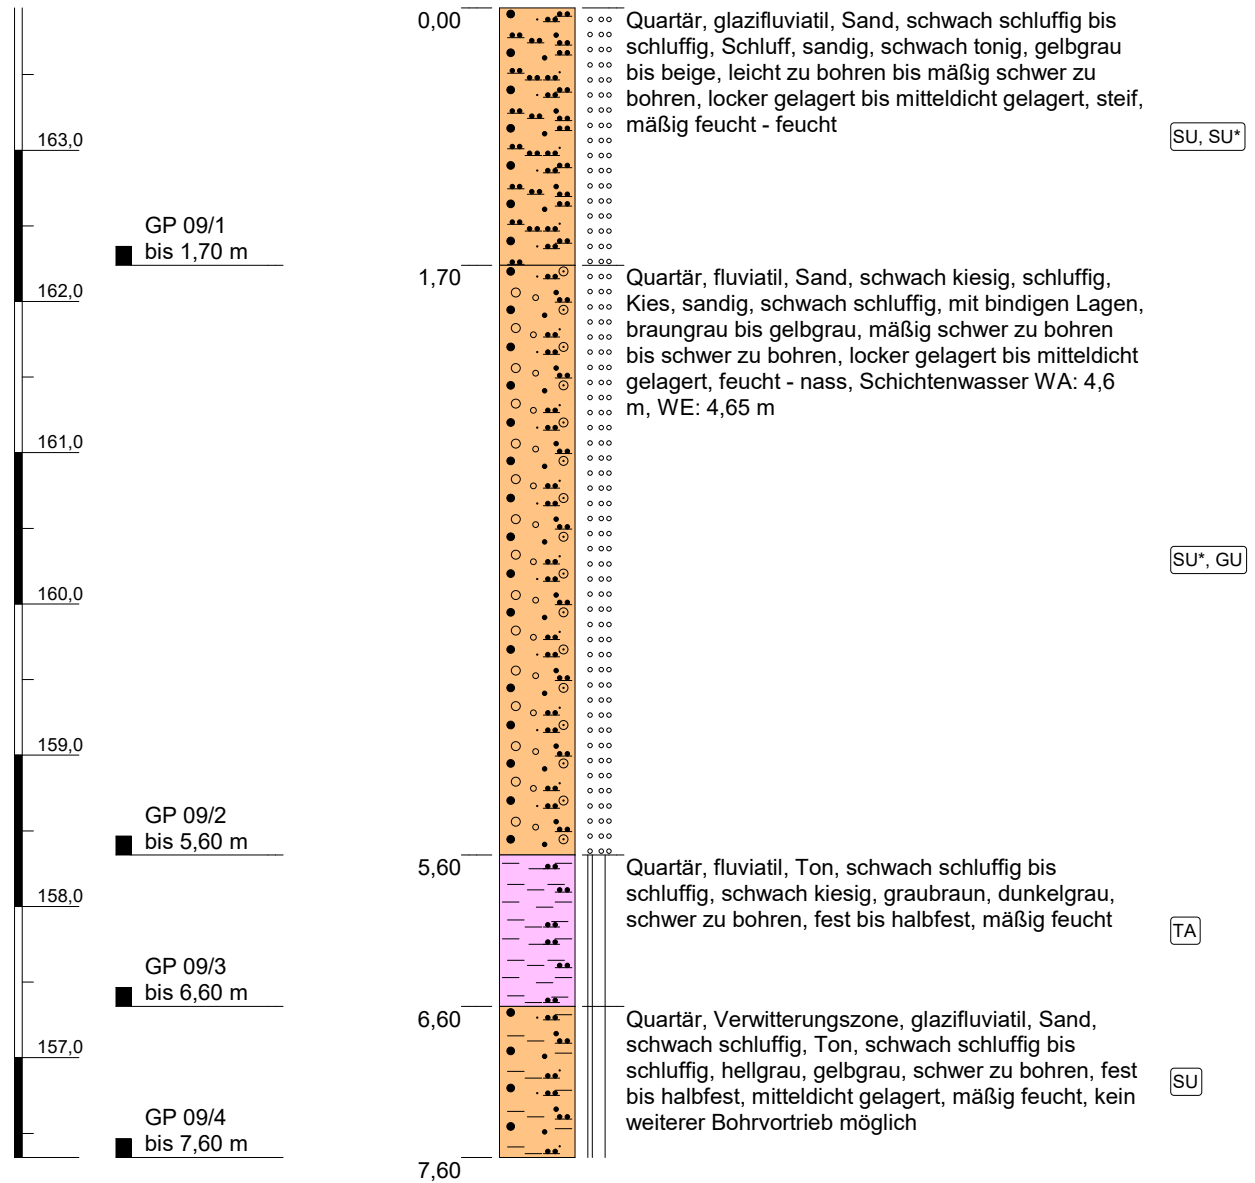 0,00
Quartär, glazifluviatil, Sand, schwach schluffig bis
schluffig, Schluff, sandig, schwach tonig, gelbgrau
bis beige, leicht zu bohren bis mäßig schwer zu
bohren, locker gelagert bis mitteldicht gelagert, steif,
mäßig feucht - feucht
SU, SU*
163,0
GP 09/1
bis 1,70 m
1,70
Quartär, fluviatil, Sand, schwach kiesig, schluffig,
Kies, sandig, schwach schluffig, mit bindigen Lagen,
braungrau bis gelbgrau, mäßig schwer zu bohren
bis schwer zu bohren, locker gelagert bis mitteldicht
gelagert, feucht - nass, Schichtenwasser WA: 4,6
m, WE: 4,65 m
162,0
161,0
SU*, GU
160,0
159,0
GP 09/2
bis 5,60 m
5,60
Quartär, fluviatil, Ton, schwach schluffig bis
schluffig, schwach kiesig, graubraun, dunkelgrau,
schwer zu bohren, fest bis halbfest, mäßig feucht
TA
158,0
GP 09/3
bis 6,60 m
6,60
Quartär, Verwitterungszone, glazifluviatil, Sand,
schwach schluffig, Ton, schwach schluffig bis
schluffig, hellgrau, gelbgrau, schwer zu bohren, fest
bis halbfest, mitteldicht gelagert, mäßig feucht, kein
weiterer Bohrvortrieb möglich
SU
157,0
GP 09/4
bis 7,60 m
7,60